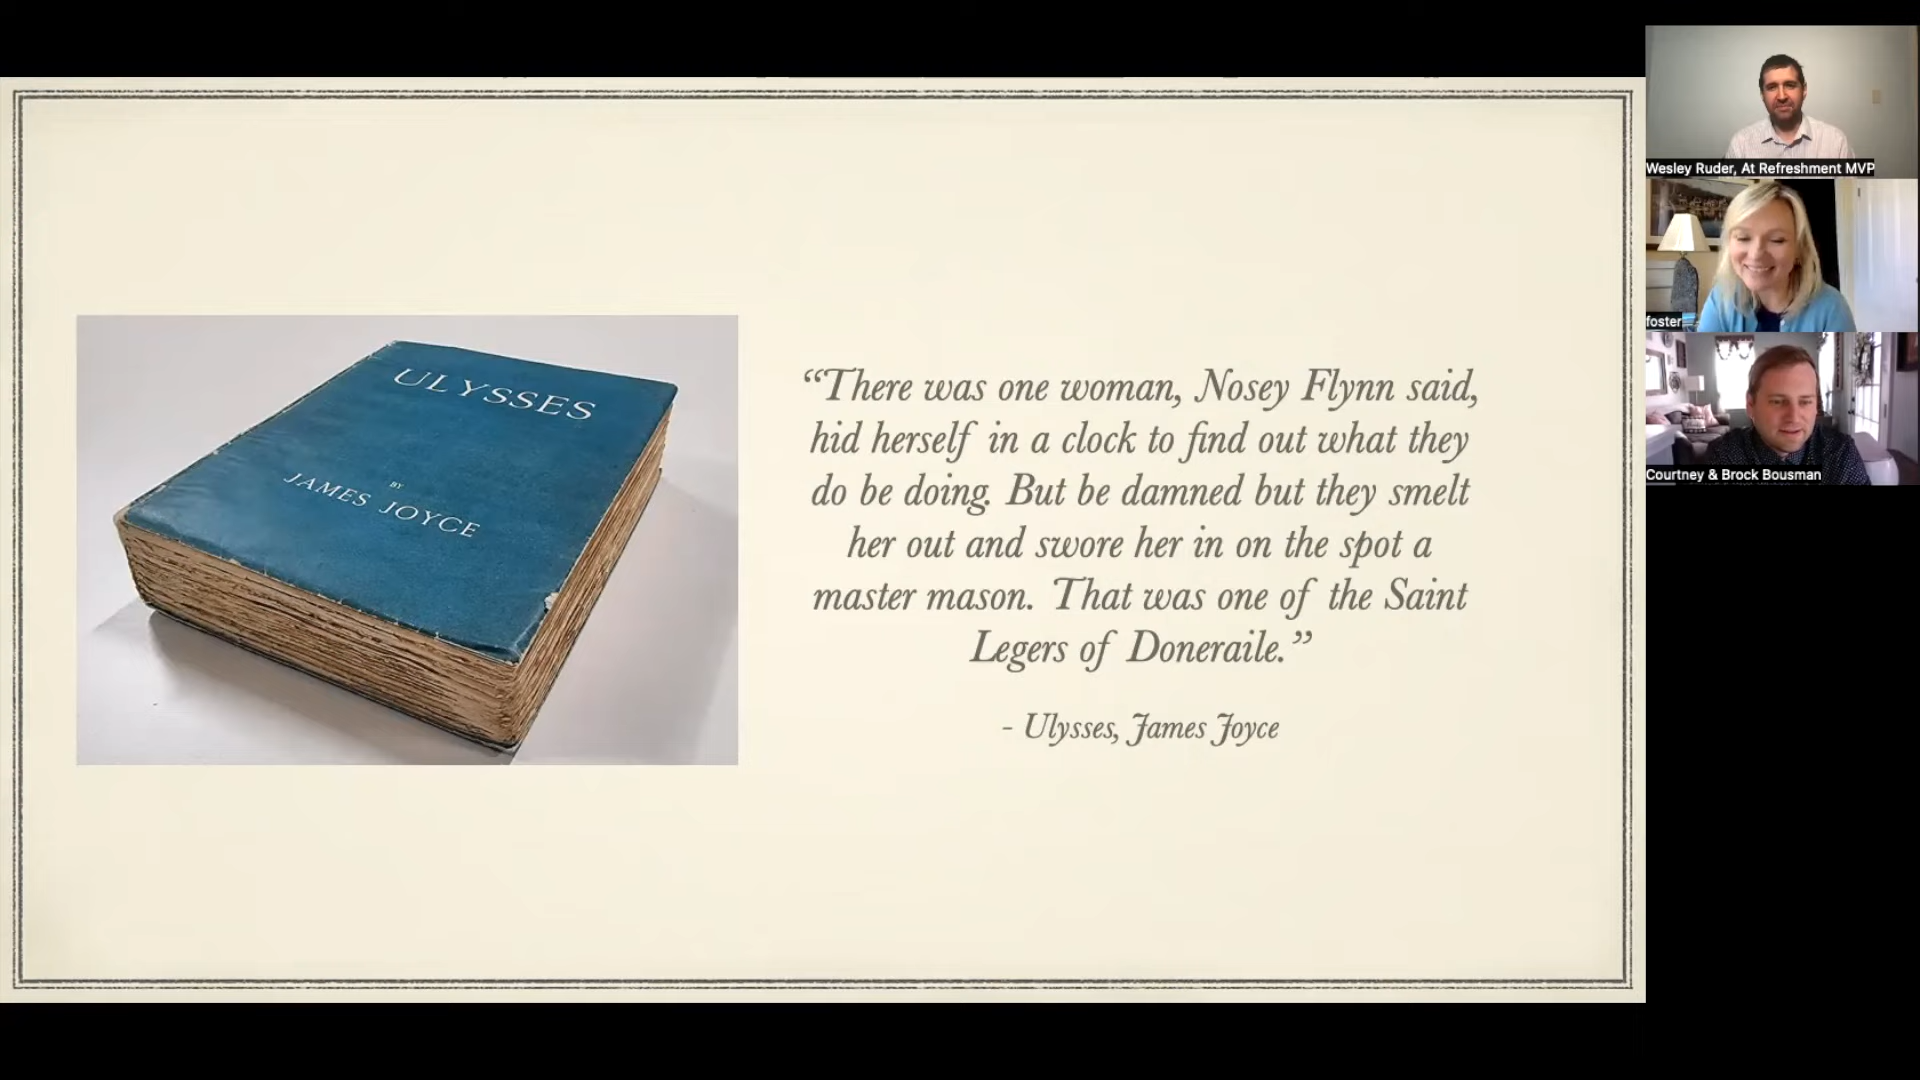 ULYSSES
BY
JAMES JOYCE
“There was one woman, Nosey Flynn said,
hid herself in a clock to find out what they
do be doing. But be damned but they smelt
her out and swore her in on the spot a
master mason. That was one of the Saint
Legers of Doneraile.”
- Ulysses, James Joyce
Wesley Ruder, At Refreshment MVP
foster
Courtney & Brock Bousman